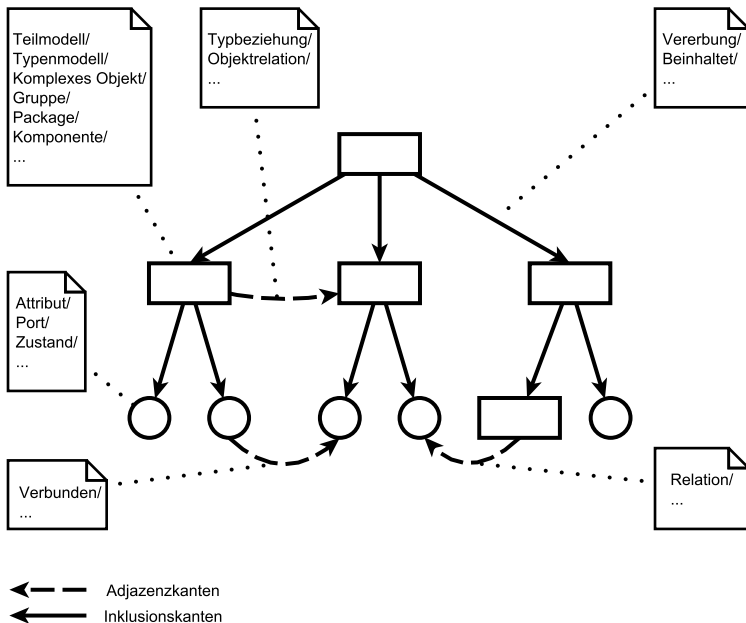 Teilmodell/
Typenmodell/
Komplexes Objekt/
Gruppe/
Package/
Komponente/
...
Typbeziehung/
Objektrelation/
...
Vererbung/
Beinhaltet/
...
Attribut/
Port/
Zustand/
...
Verbunden/
...
Relation/
...
Adjazenzkanten
Inklusionskanten